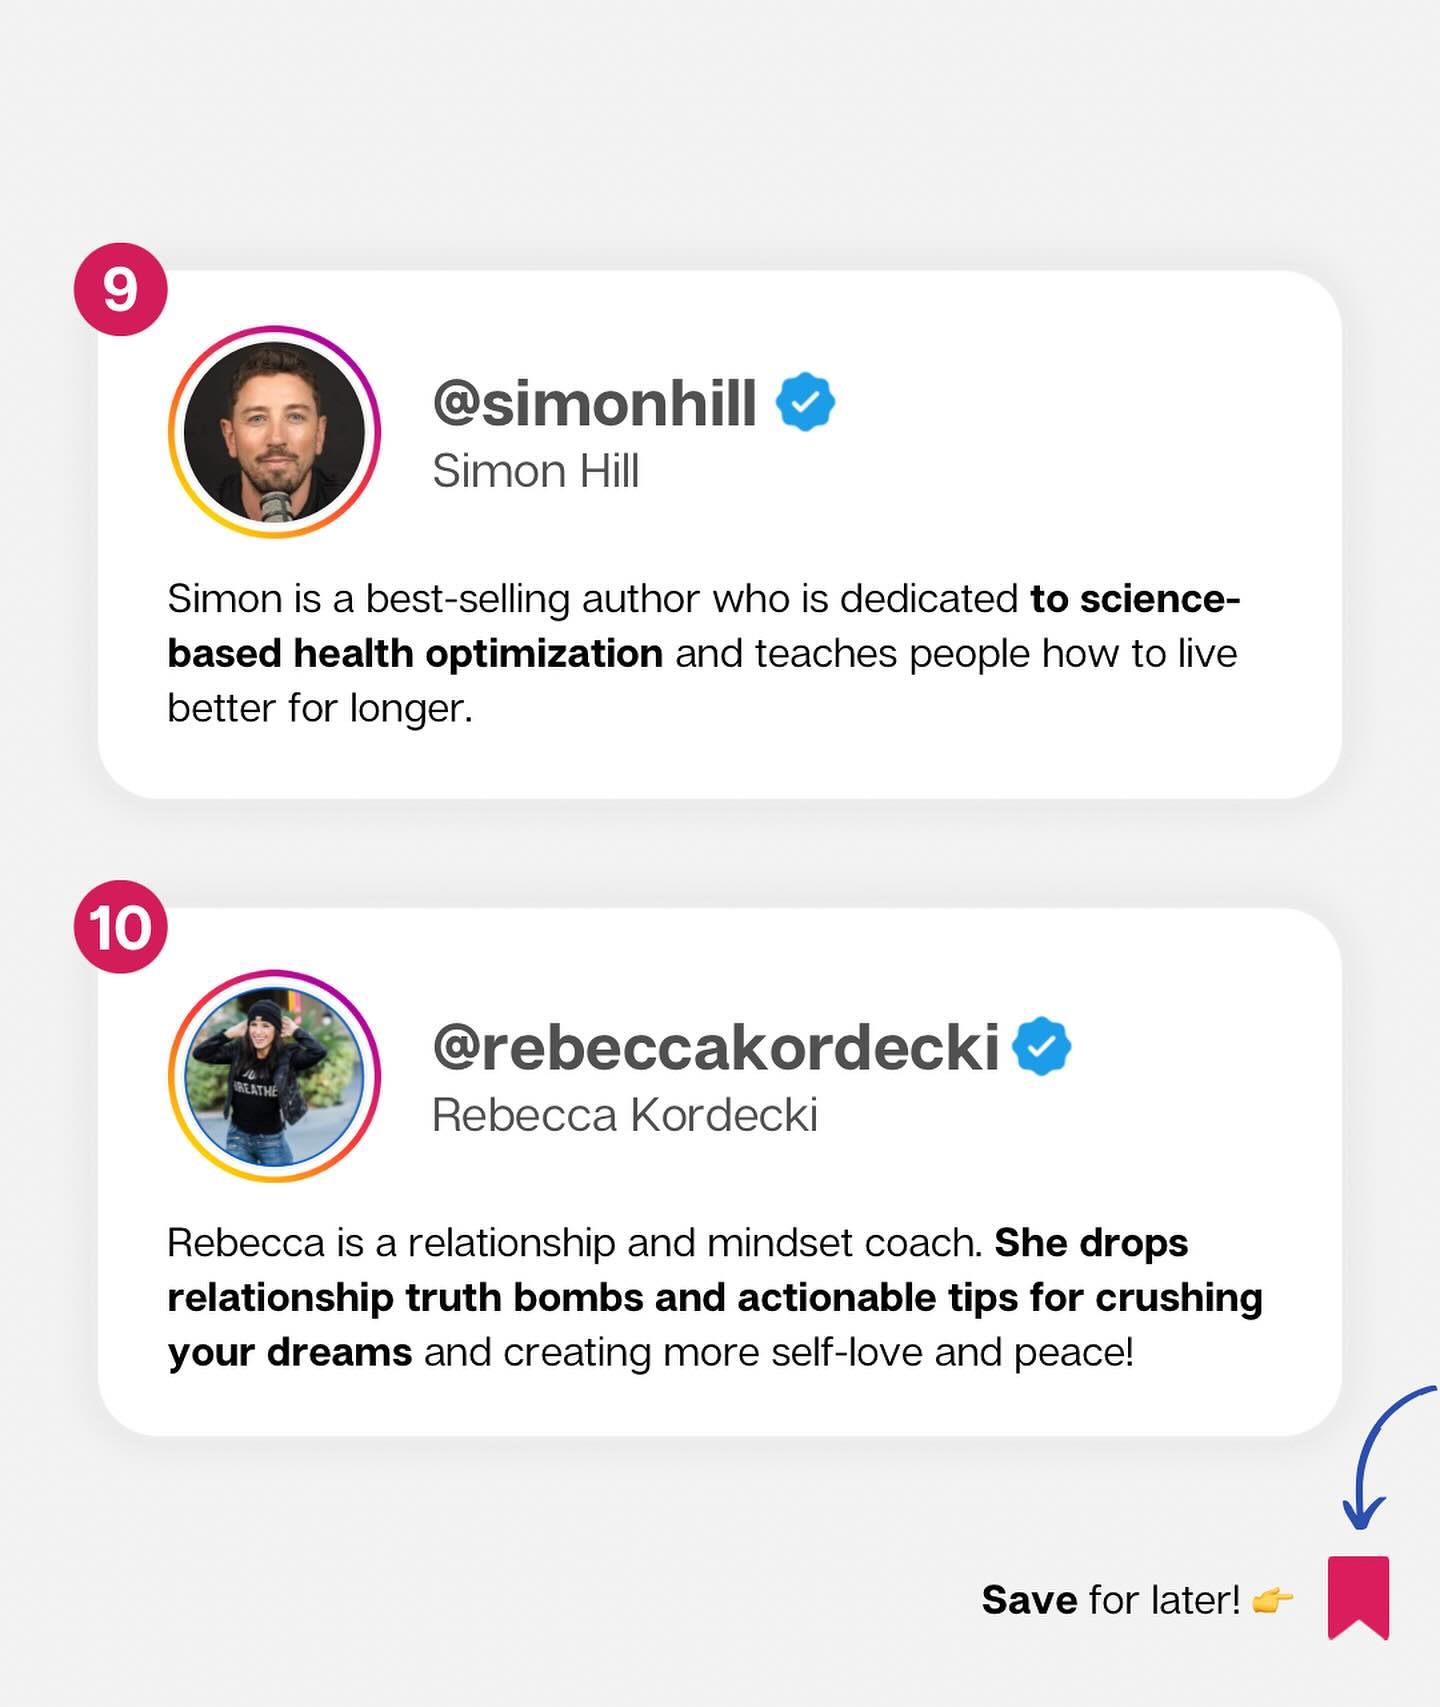 9
@simonhill
Simon Hill
Simon is a best-selling author who is dedicated to science-
based health optimization and teaches people how to live
better for longer.
10
@rebeccakordecki
Rebecca Kordecki
BREATHE
Rebecca is a relationship and mindset coach. She drops
relationship truth bombs and actionable tips for crushing
your dreams and creating more self-love and peace!
Save for later! 👉